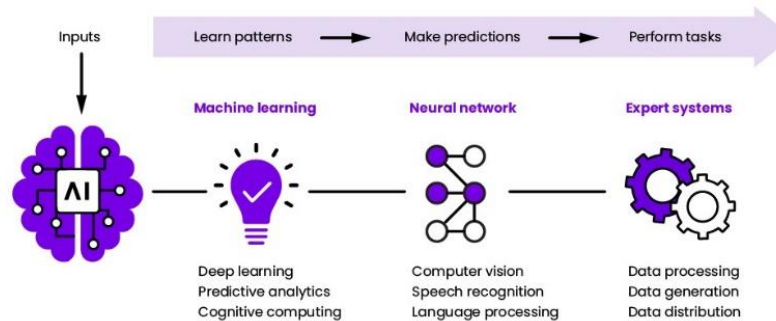 Inputs
Learn patterns
Make predictions
Perform tasks
Machine learning
Neural network
Expert systems
AI
Deep learning
Predictive analytics
Cognitive computing
Computer vision
Speech recognition
Language processing
Data processing
Data generation
Data distribution